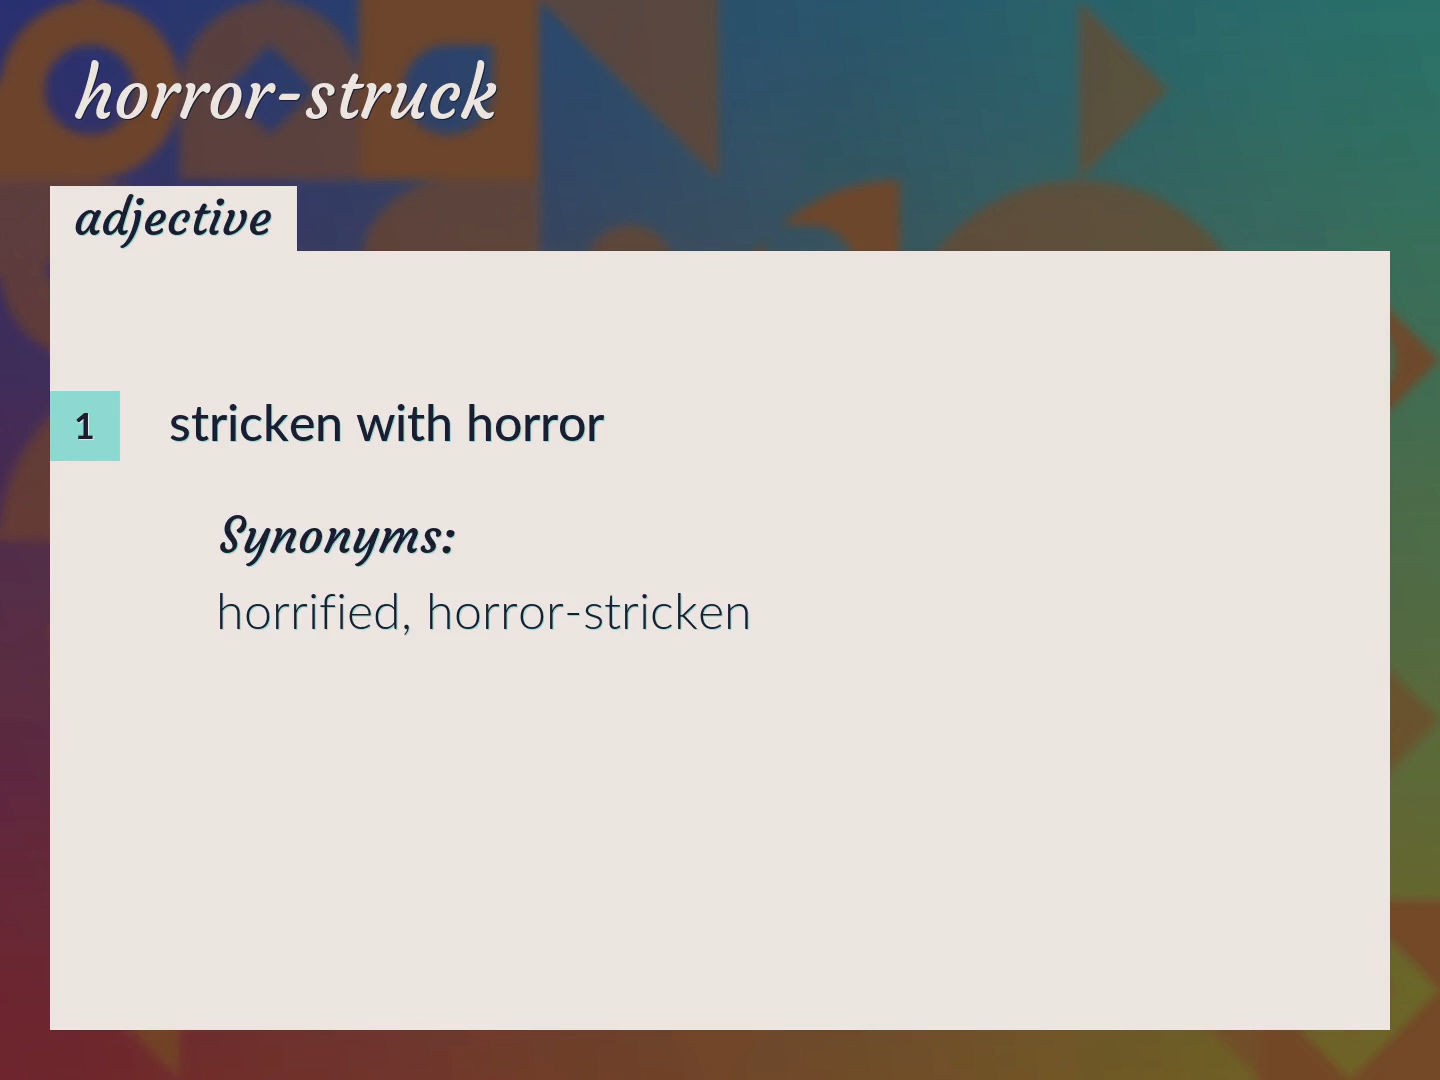 horror-struck
adjective
1 stricken with horror
Synonyms:
horrified, horror-stricken